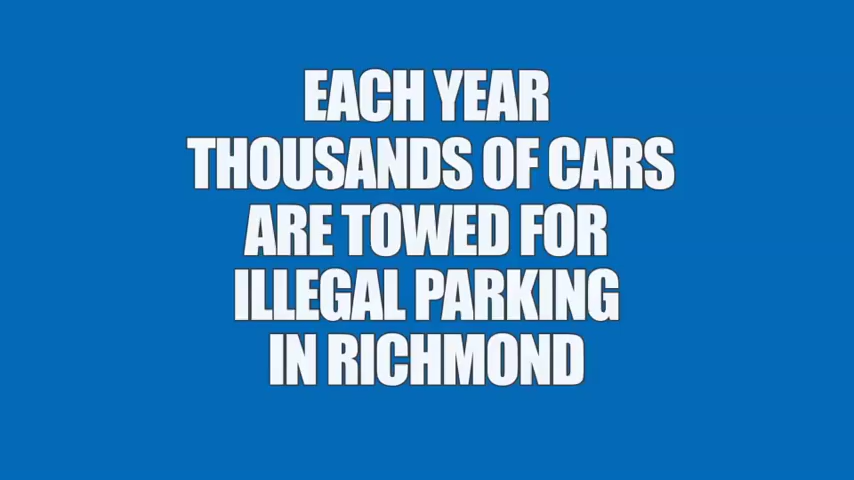 EACH YEAR
THOUSANDS OF CARS
ARE TOWED FOR
ILLEGAL PARKING
IN RICHMOND